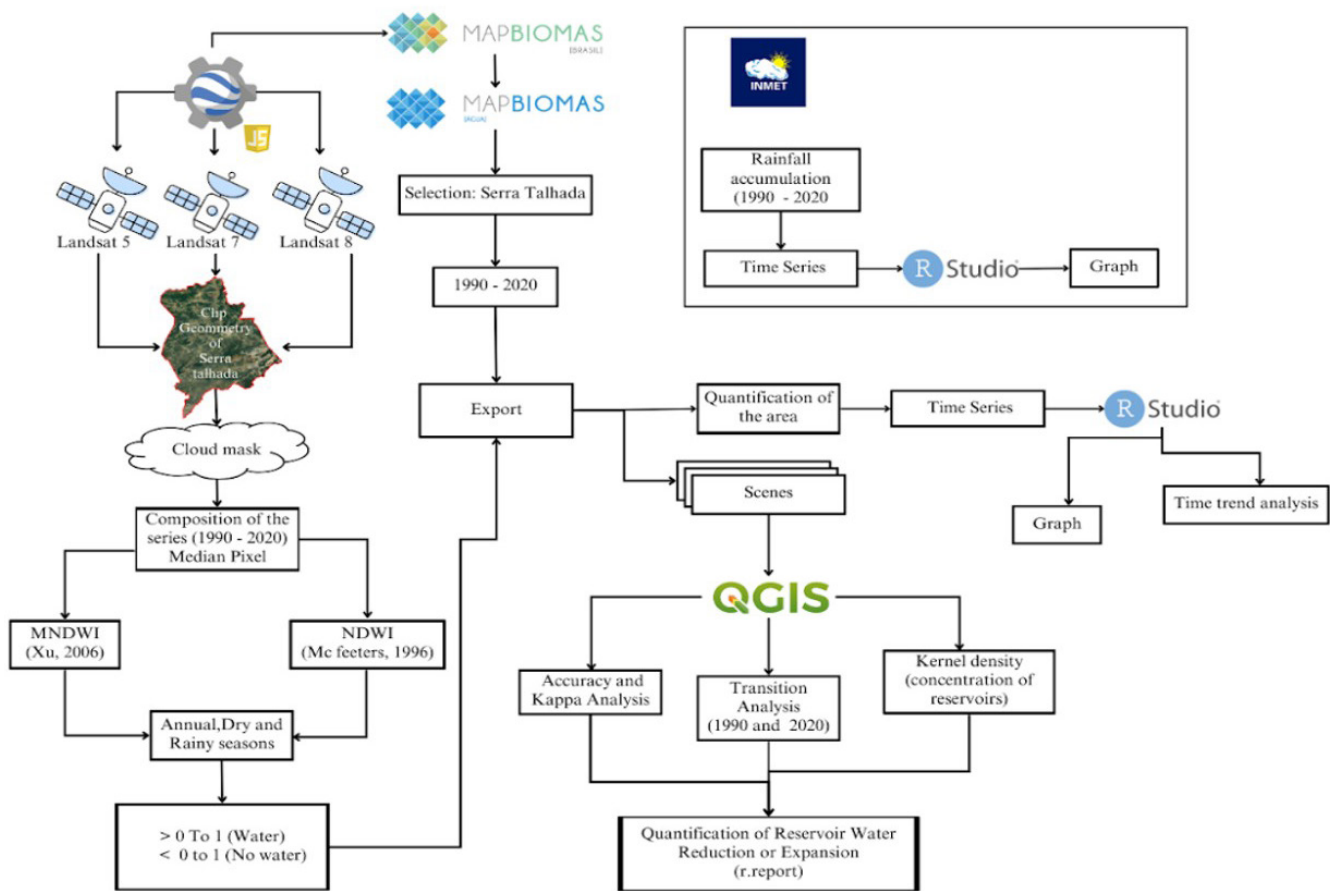 MAPBIOMAS
[BRASIL]
MAPBIOMAS
[ÁGUA]
JS
Landsat 5
Landsat 7
Landsat 8
Clip
Geommetry
of
Serra
talhada
Cloud mask
Composition of the
series (1990 - 2020)
Median Pixel
MNDWI
(Xu, 2006)
NDWI
(Mc feeters, 1996)
Annual,Dry and
Rainy seasons
> 0 To 1 (Water)
< 0 to 1 (No water)
Selection: Serra Talhada
1990 - 2020
Export
INMET
Rainfall
accumulation
(1990 - 2020
Time Series
R Studio
Graph
Quantification of
the area
Time Series
R Studio
Graph
Time trend analysis
Scenes
QGIS
Accuracy and
Kappa Analysis
Transition
Analysis
(1990 and 2020)
Kernel density
(concentration of
reservoirs)
Quantification of Reservoir Water
Reduction or Expansion
(r.report)